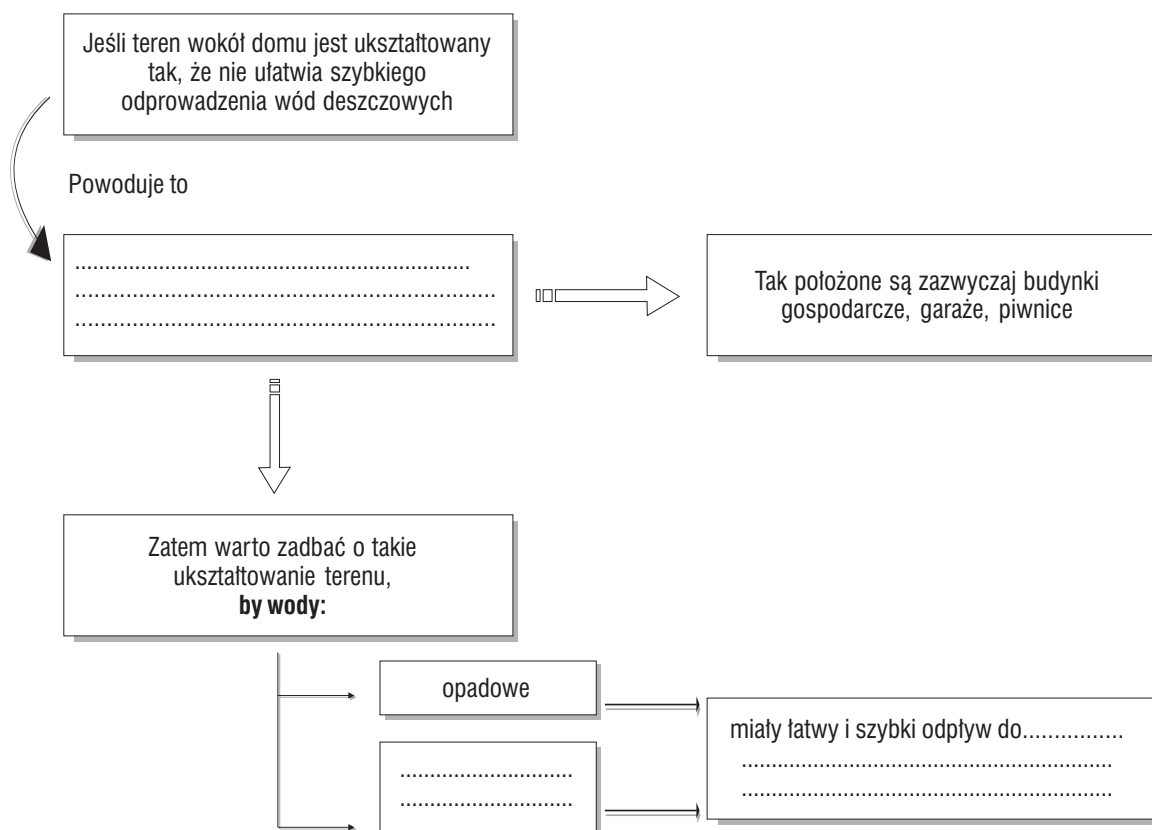 Jeśli teren wokół domu jest ukształtowany
tak, że nie ułatwia szybkiego
odprowadzenia wód deszczowych
Powoduje to
.................................................................
.....................................................................
.....................................................................
Tak położone są zazwyczaj budynki
gospodarcze, garaże, piwnice
Zatem warto zadbać o takie
ukształtowanie terenu,
by wody:
opadowe
.............................
.............................
miały łatwy i szybki odpływ do.................
.............................................................
.............................................................